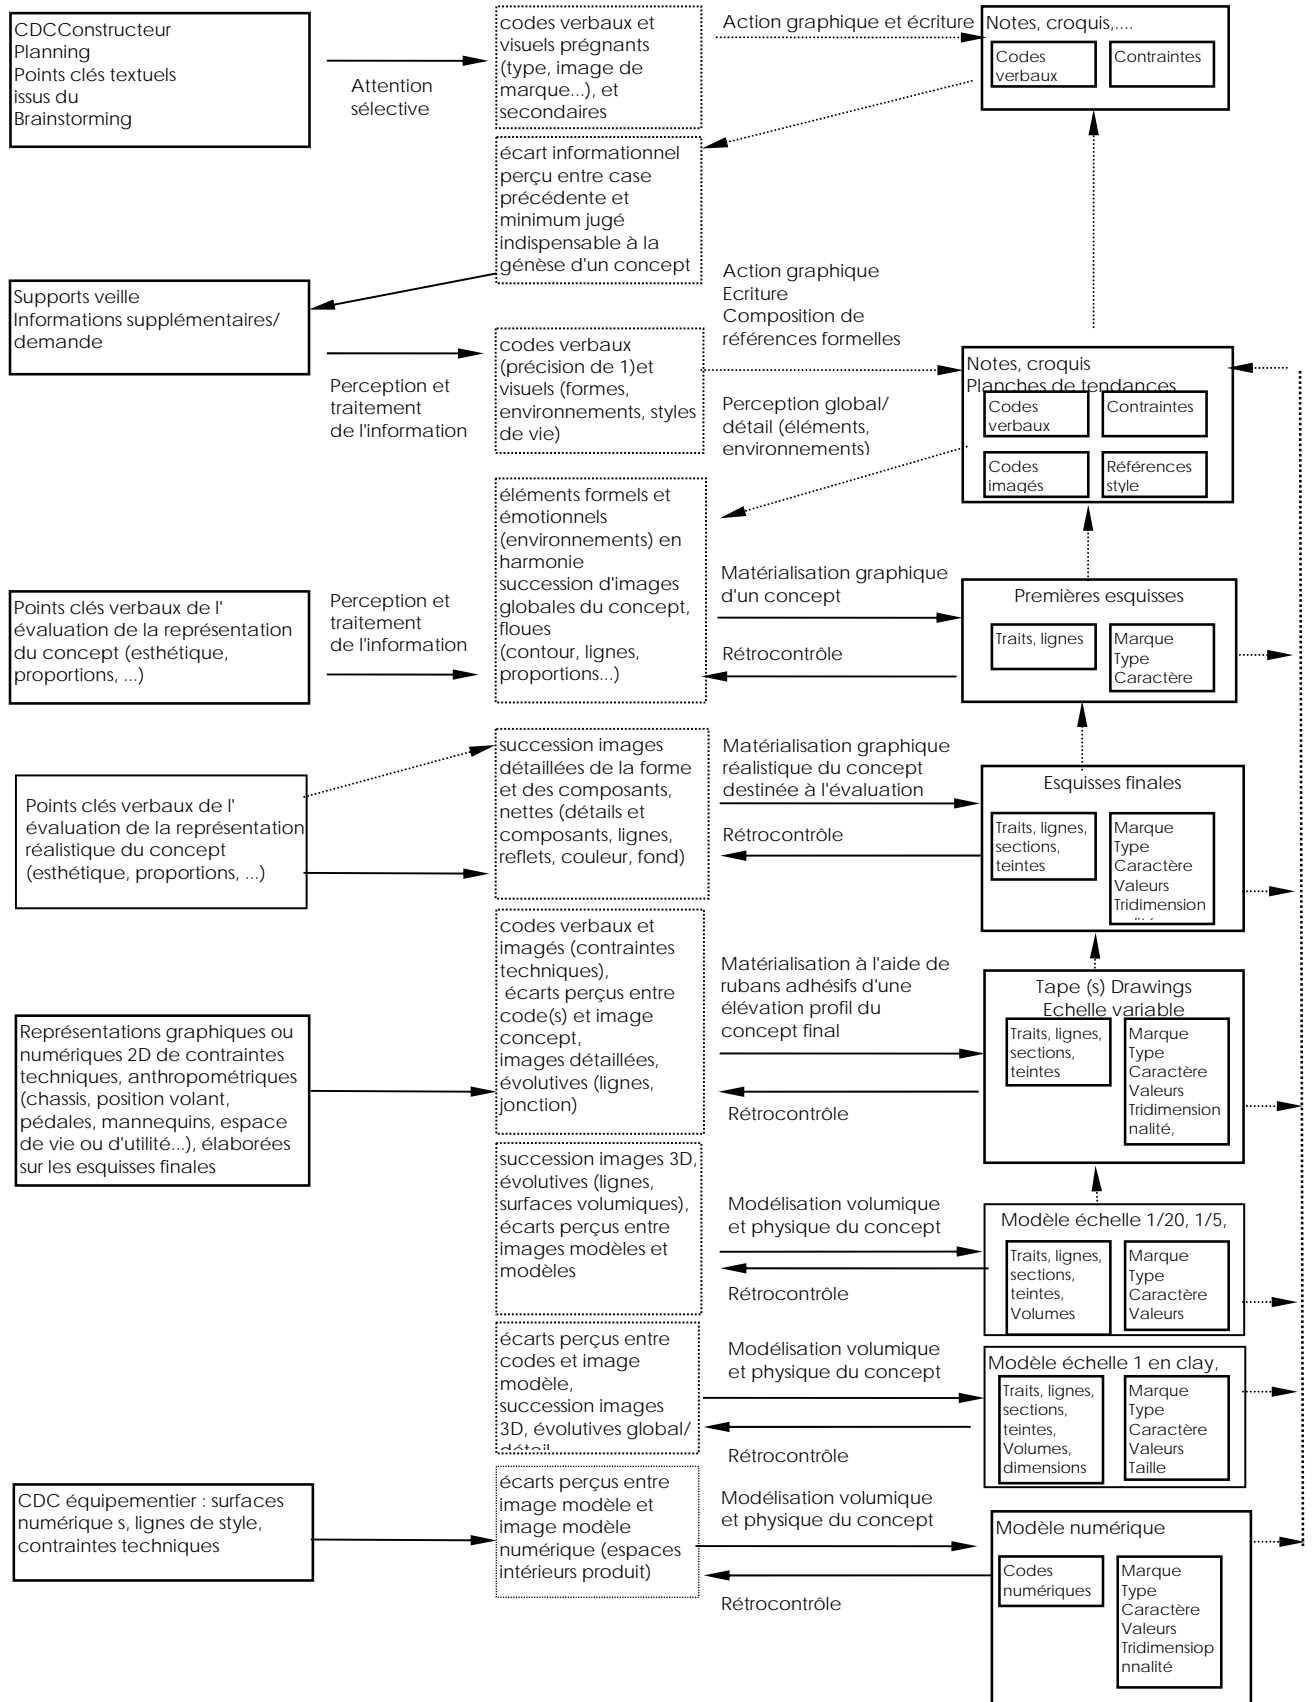 CDCConstructeur
Planning
Points clés textuels
issus du
Brainstorming
Attention
sélective
codes verbaux et
visuels prégnants
(type, image de
marque...), et
secondaires
Action graphique et écriture
Notes, croquis,....
Codes
verbaux
Contraintes
écart informationnel
perçu entre case
précédente et
minimum jugé
indispensable à la
génèse d'un concept
Supports veille
Informations supplémentaires/
demande
Perception et
traitement
de l'information
codes verbaux
(précision de 1)et
visuels (formes,
environnements, styles
de vie)
Action graphique
Ecriture
Composition de
références formelles
Perception global/
détail (éléments,
environnements)
Notes, croquis
Planches de tendances
Codes
verbaux
Contraintes
Codes
imagés
Références
style
Points clés verbaux de l'
évaluation de la représentation
du concept (esthétique,
proportions, ...)
Perception et
traitement
de l'information
éléments formels et
émotionnels
(environnements) en
harmonie
succession d'images
globales du concept,
floues
(contour, lignes,
proportions...)
Matérialisation graphique
d'un concept
Rétrocontrôle
Premières esquisses
Traits, lignes
Marque
Type
Caractère
Points clés verbaux de l'
évaluation de la représentation
réalistique du concept
(esthétique, proportions, ...)
succession images
détaillées de la forme
et des composants,
nettes (détails et
composants, lignes,
reflets, couleur, fond)
Matérialisation graphique
réalistique du concept
destinée à l'évaluation
Rétrocontrôle
Esquisses finales
Traits, lignes,
sections,
teintes
Marque
Type
Caractère
Valeurs
Tridimension
Représentations graphiques ou
numériques 2D de contraintes
techniques, anthropométriques
(chassis, position volant,
pédales, mannequins, espace
de vie ou d'utilité...), élaborées
sur les esquisses finales
codes verbaux et
imagés (contraintes
techniques),
écarts perçus entre
code(s) et image
concept,
images détaillées,
évolutives (lignes,
jonction)
Matérialisation à l'aide de
rubans adhésifs d'une
élévation profil du
concept final
Rétrocontrôle
Tape (s) Drawings
Echelle variable
Traits, lignes,
sections,
teintes
Marque
Type
Caractère
Valeurs
Tridimension
nalité,
succession images 3D,
évolutives (lignes,
surfaces volumiques),
écarts perçus entre
images modèles et
modèles
Modélisation volumique
et physique du concept
Rétrocontrôle
Modèle échelle 1/20, 1/5,
Traits, lignes,
sections,
teintes,
Volumes
Marque
Type
Caractère
Valeurs
écarts perçus entre
codes et image
modèle,
succession images
3D, évolutives global/
détail
Modélisation volumique
et physique du concept
Rétrocontrôle
Modèle échelle 1 en clay,
Traits, lignes,
sections,
teintes,
Volumes,
dimensions
Marque
Type
Caractère
Valeurs
Taille
CDC équipementier : surfaces
numérique s, lignes de style,
contraintes techniques
écarts perçus entre
image modèle et
image modèle
numérique (espaces
intérieurs produit)
Modélisation volumique
et physique du concept
Rétrocontrôle
Modèle numérique
Codes
numériques
Marque
Type
Caractère
Valeurs
Tridimensiop
nnalité